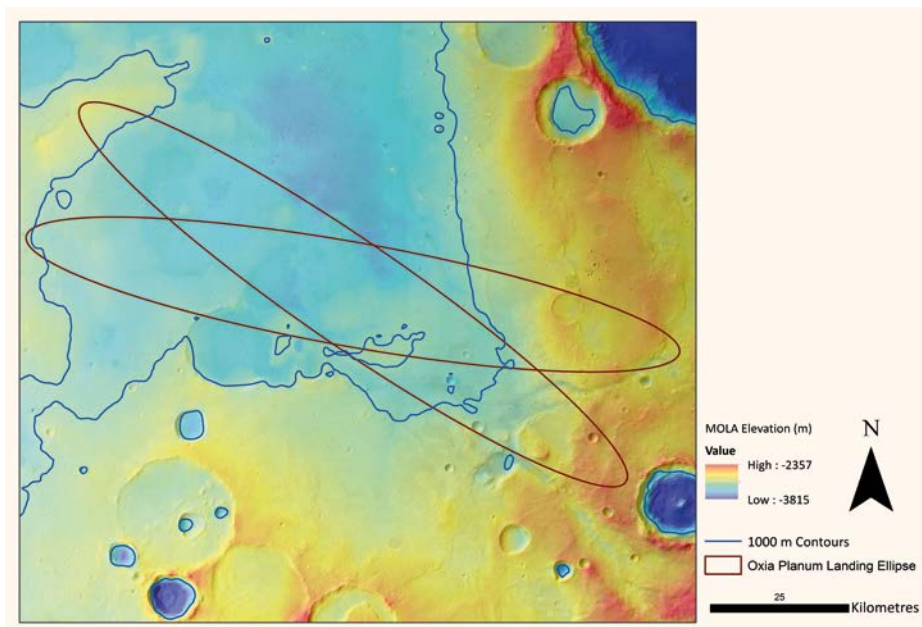 MOLA Elevation (m)
Value
High : -2357
Low : -3815
N
1000 m Contours
Oxia Planum Landing Ellipse
25
Kilometres